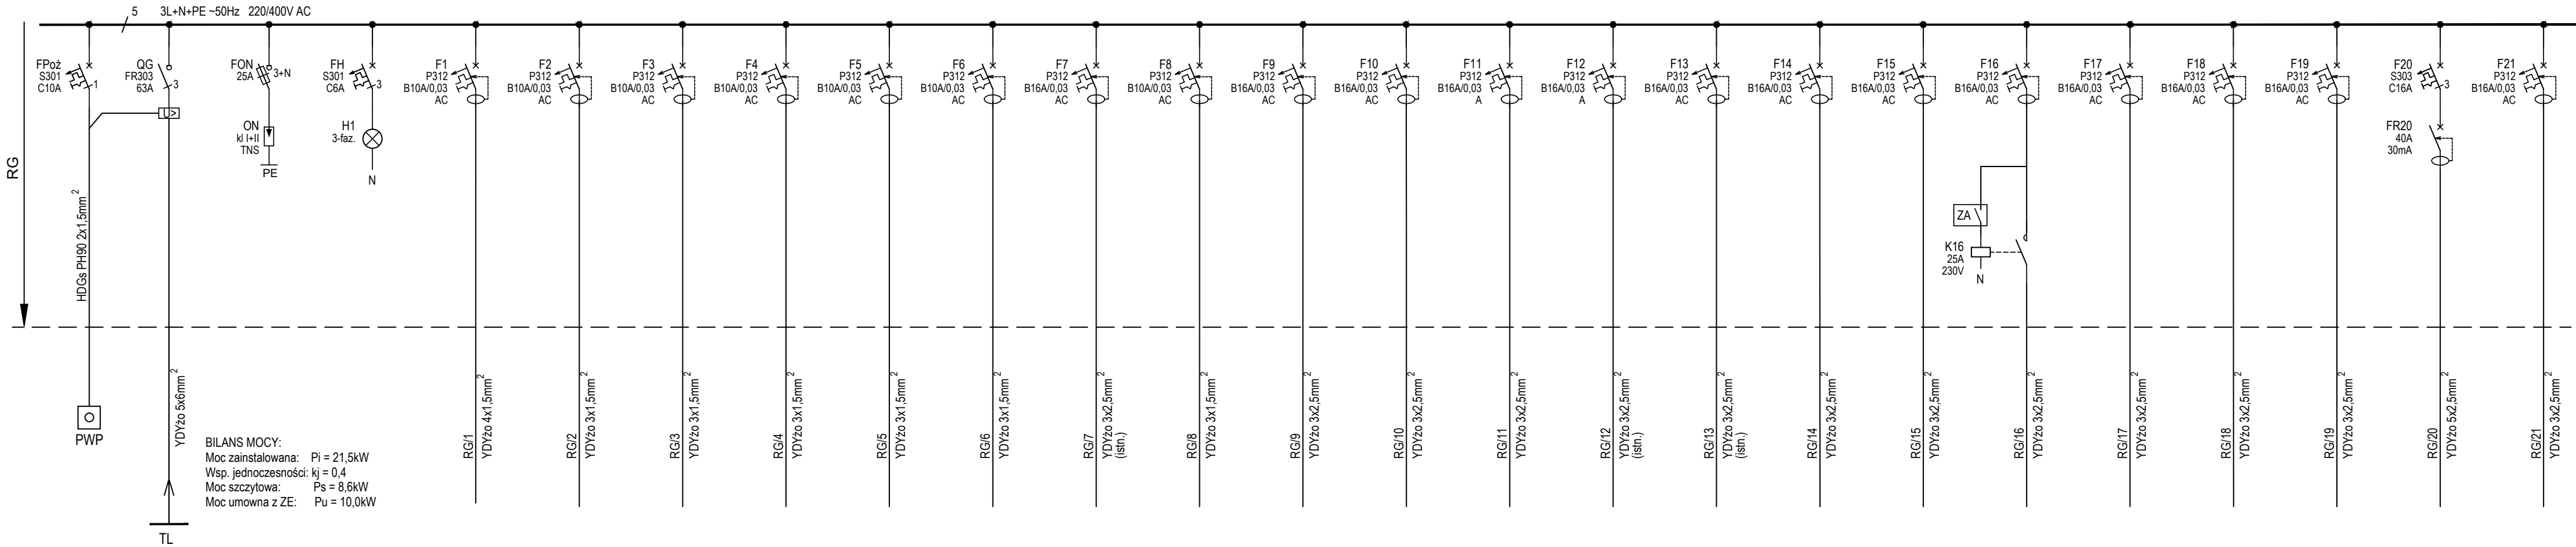 5 3L+N+PE ~50Hz 220/400V AC
RG
FPoż
S301
C10A
1
HDGs PH90 2x1,5mm²
PWP
QG
FR303
63A
3
U>
YDYżo 5x6mm²
TL
FON
25A
3+N
ON
kl I+II
TNS
PE
FH
S301
C6A
3
H1
3-faz.
N
BILANS MOCY:
Moc zainstalowana: Pi = 21,5kW
Wsp. jednoczesności: kj = 0,4
Moc szczytowa: Ps = 8,6kW
Moc umowna z ZE: Pu = 10,0kW
F1
P312
B10A/0,03
AC
RG/1
YDYżo 4x1,5mm²
F2
P312
B10A/0,03
AC
RG/2
YDYżo 3x1,5mm²
F3
P312
B10A/0,03
AC
RG/3
YDYżo 3x1,5mm²
F4
P312
B10A/0,03
AC
RG/4
YDYżo 3x1,5mm²
F5
P312
B10A/0,03
AC
RG/5
YDYżo 3x1,5mm²
F6
P312
B10A/0,03
AC
RG/6
YDYżo 3x1,5mm²
F7
P312
B16A/0,03
AC
RG/7
YDYżo 3x2,5mm²
(istn.)
F8
P312
B10A/0,03
AC
RG/8
YDYżo 3x1,5mm²
F9
P312
B16A/0,03
AC
RG/9
YDYżo 3x2,5mm²
F10
P312
B16A/0,03
AC
RG/10
YDYżo 3x2,5mm²
F11
P312
B16A/0,03
A
RG/11
YDYżo 3x2,5mm²
F12
P312
B16A/0,03
A
RG/12
YDYżo 3x2,5mm²
(istn.)
F13
P312
B16A/0,03
AC
RG/13
YDYżo 3x2,5mm²
(istn.)
F14
P312
B16A/0,03
AC
RG/14
YDYżo 3x2,5mm²
F15
P312
B16A/0,03
AC
RG/15
YDYżo 3x2,5mm²
F16
P312
B16A/0,03
AC
ZA
K16
25A
230V
N
RG/16
YDYżo 3x2,5mm²
F17
P312
B16A/0,03
AC
RG/17
YDYżo 3x2,5mm²
F18
P312
B16A/0,03
AC
RG/18
YDYżo 3x2,5mm²
F19
P312
B16A/0,03
AC
RG/19
YDYżo 3x2,5mm²
F20
S303
C16A
3
FR20
40A
30mA
RG/20
YDYżo 5x2,5mm²
F21
P312
B16A/0,03
AC
RG/21
YDYżo 3x2,5mm²